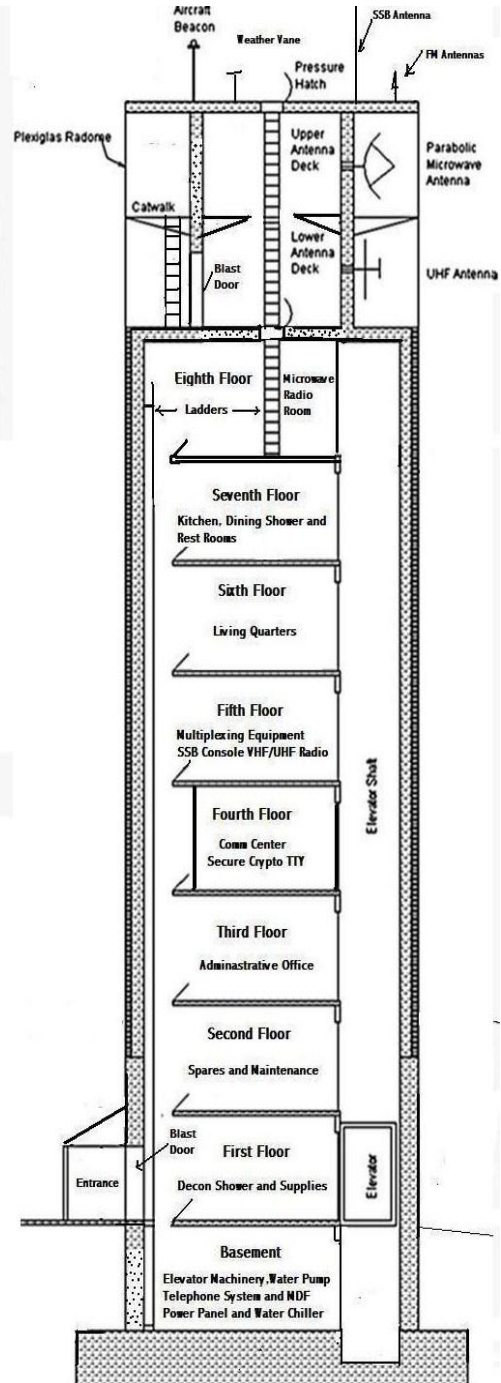 SSB Antenna
Aircraft
Beacon
Weather Vane
FM Antennas
Pressure
Hatch
Plexiglas Radome
Upper
Antenna
Deck
Parabolic
Microwave
Antenna
Catwalk
Lower
Antenna
Deck
Blast
Door
UHF Antenna
Eighth Floor
Microwave
Radio
Room
Ladders
Seventh Floor
Kitchen, Dining Shower and
Rest Rooms
Sixth Floor
Living Quarters
Fifth Floor
Multiplexing Equipment
SSB Console VHF/UHF Radio
Elevator Shaft
Fourth Floor
Comm Center
Secure Crypto TTY
Third Floor
Adminastrative Office
Second Floor
Spares and Maintenance
Blast
Door
First Floor
Entrance
Decon Shower and Supplies
Elevator
Basement
Elevator Machinery,Water Pump
Telephone System and MDF
Power Panel and Water Chiller